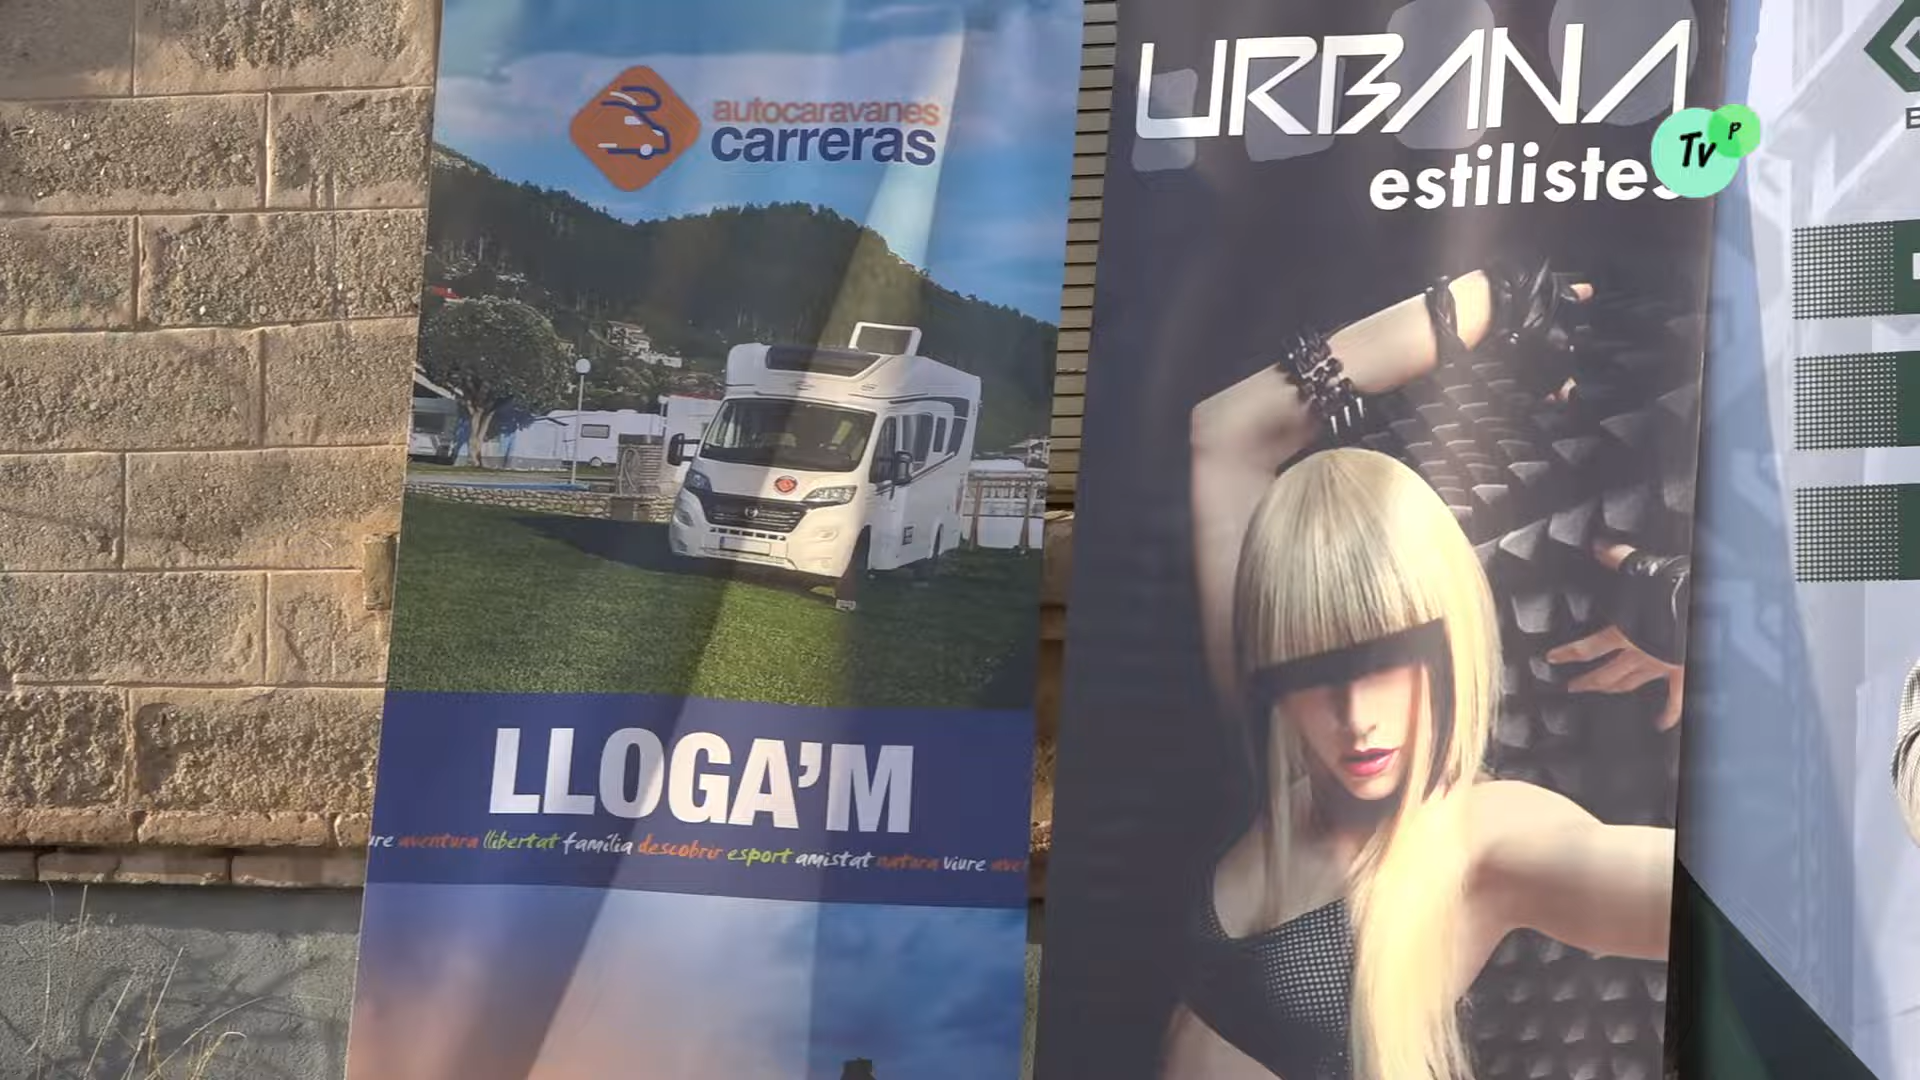 autocaravanes
carreras
LLOGA'M
aventura llibertat família descobrir esport amistat natura viure
URBANA
estilistes
Tv P